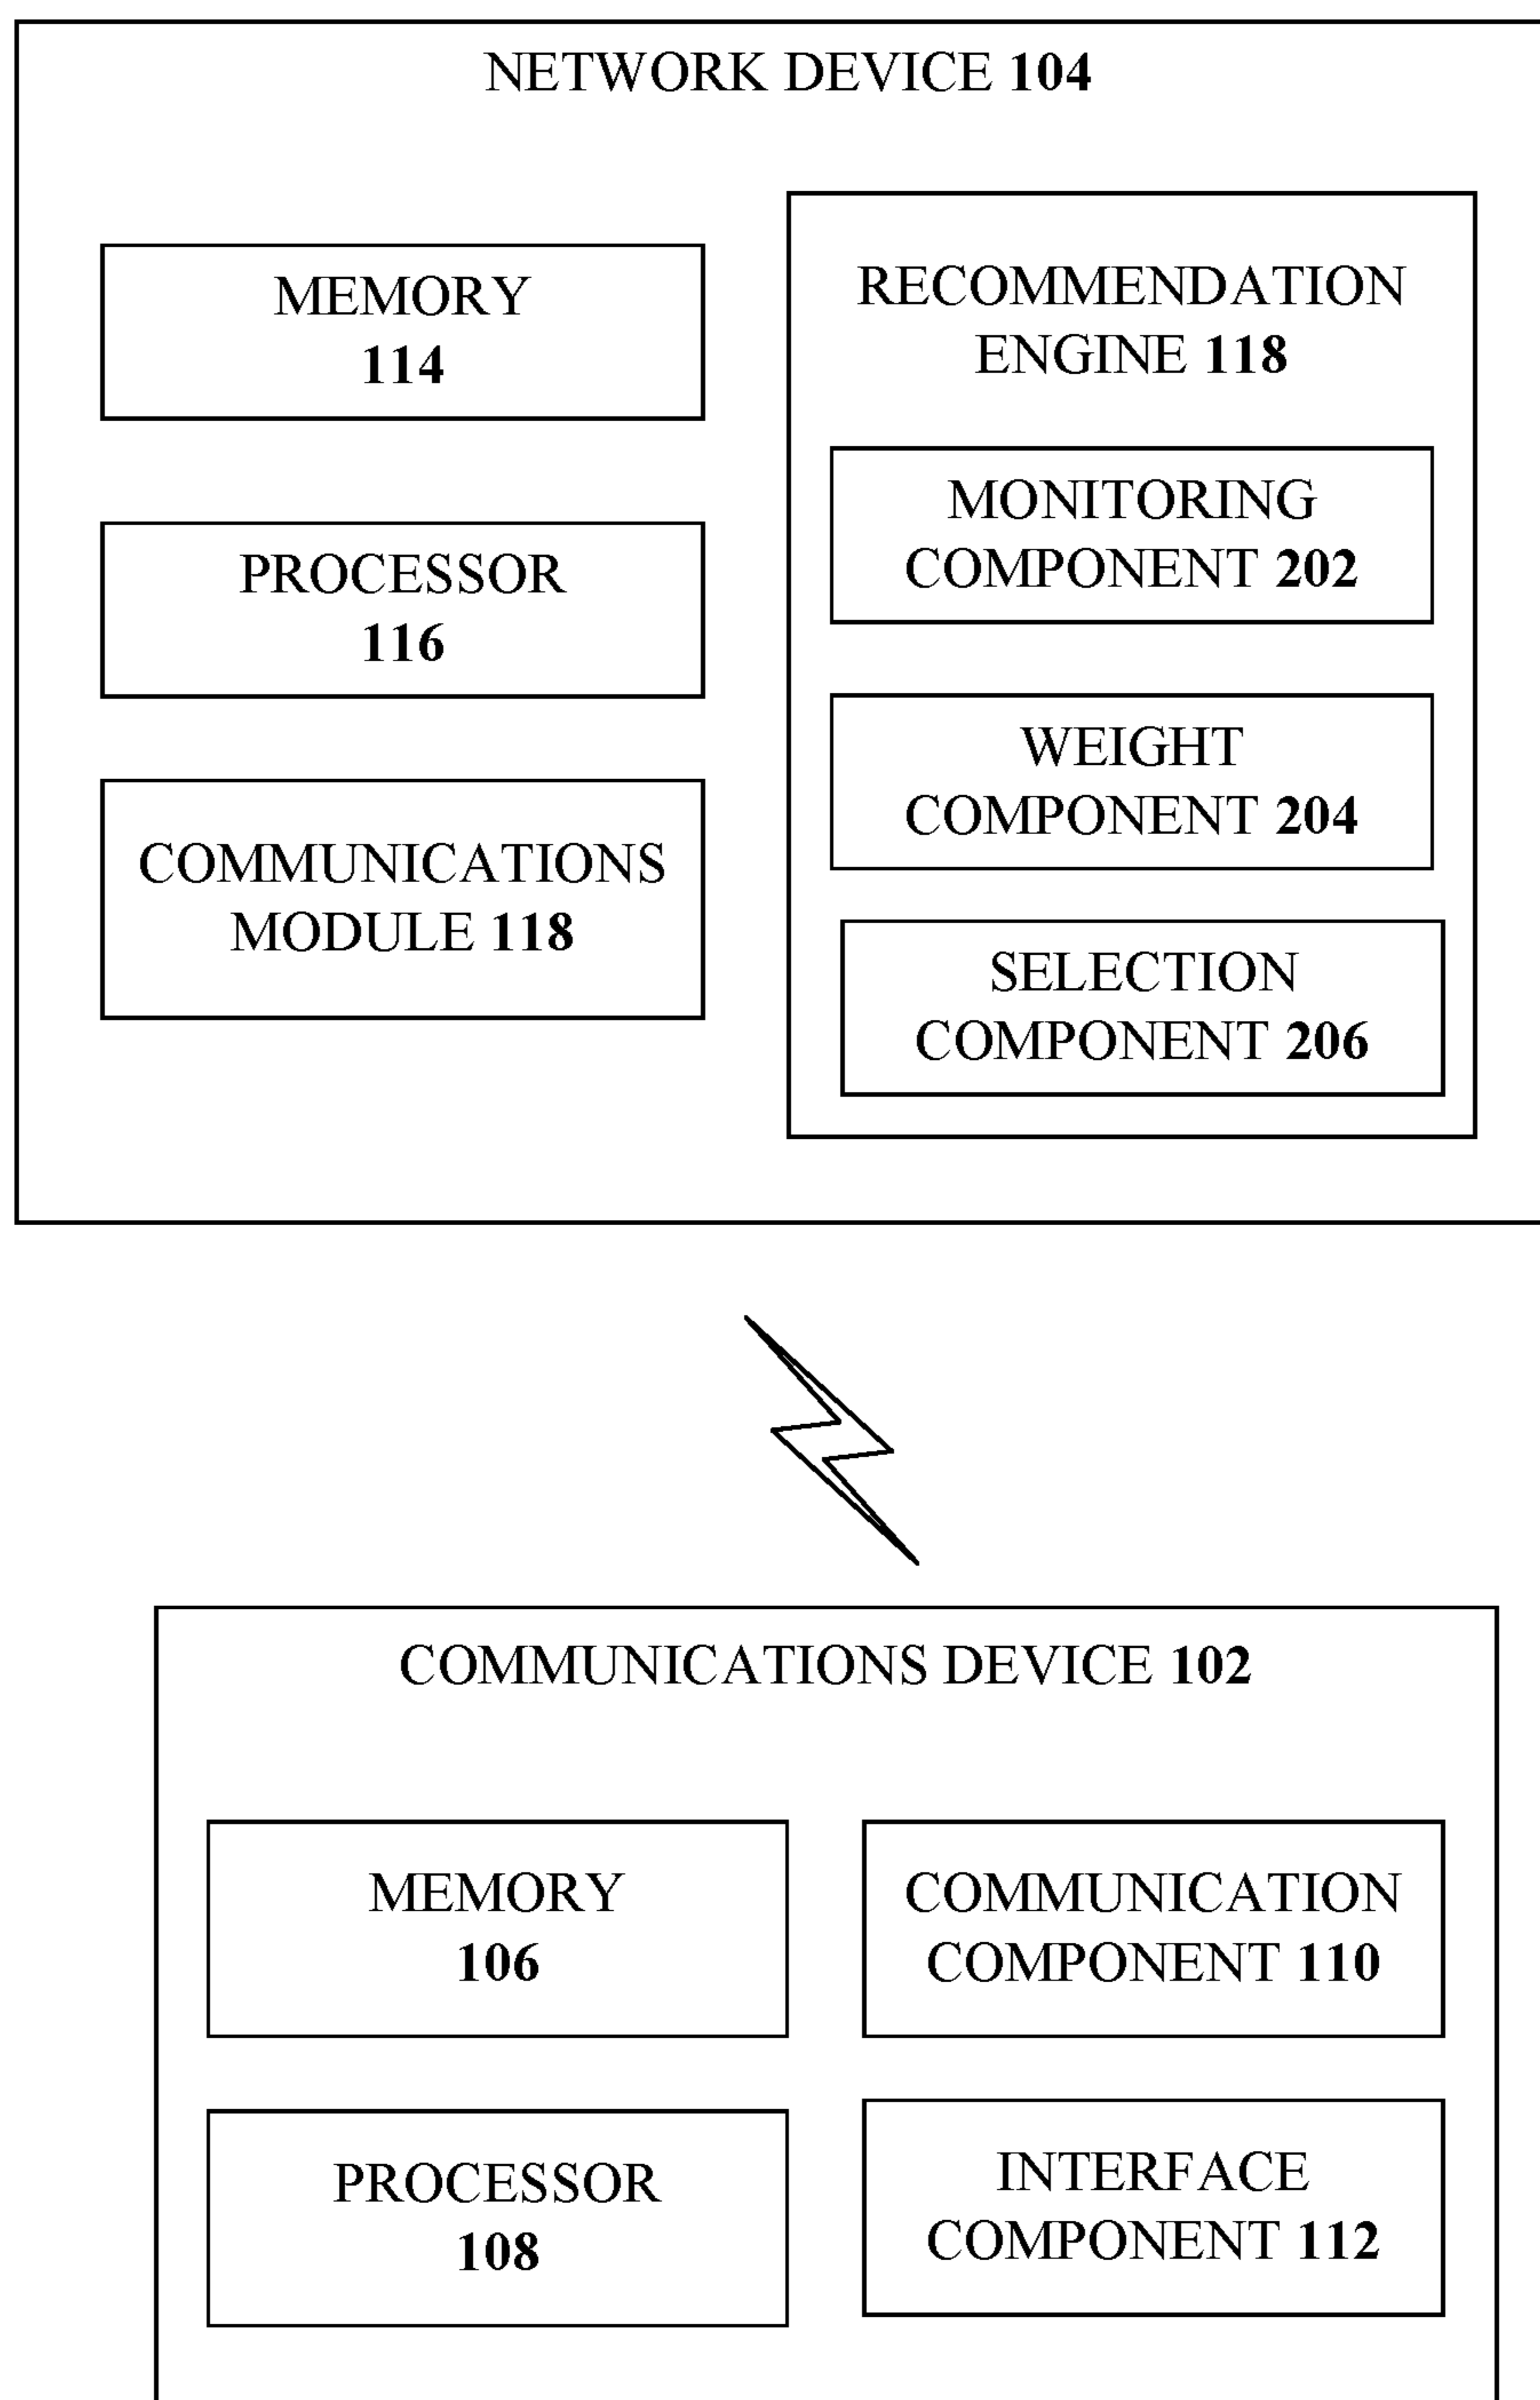 NETWORK DEVICE 104
MEMORY
114
PROCESSOR
116
COMMUNICATIONS
MODULE 118
RECOMMENDATION
ENGINE 118
MONITORING
COMPONENT 202
WEIGHT
COMPONENT 204
SELECTION
COMPONENT 206
COMMUNICATIONS DEVICE 102
MEMORY
106
PROCESSOR
108
COMMUNICATION
COMPONENT 110
INTERFACE
COMPONENT 112